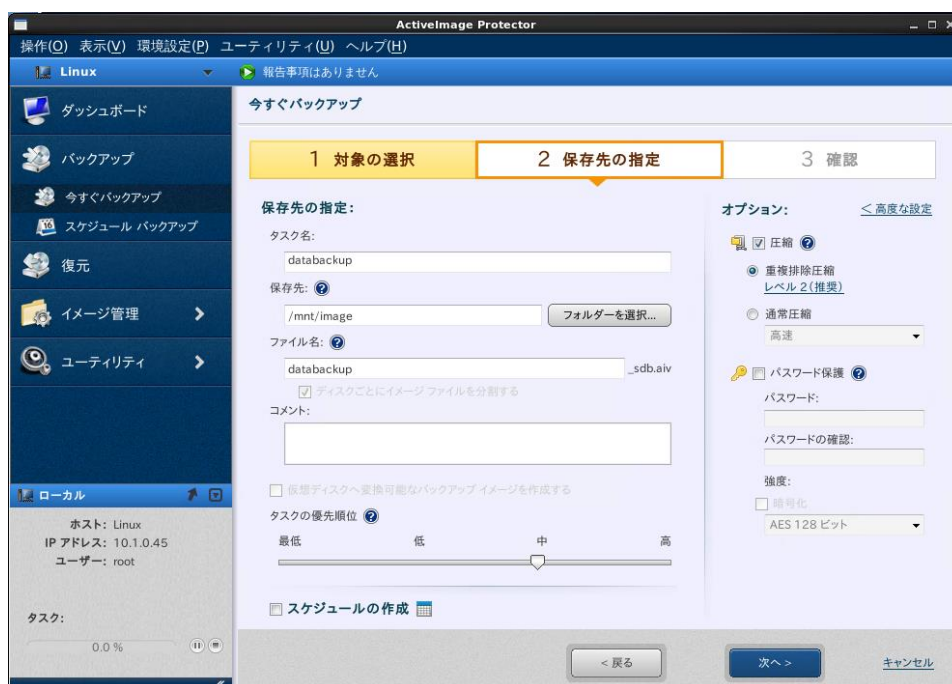 ActiveImage Protector
操作(O) 表示(V) 環境設定(P) ユーティリティ(U) ヘルプ(H)
Linux
報告事項はありません
ダッシュボード
バックアップ
今すぐバックアップ
スケジュール バックアップ
復元
イメージ管理
ユーティリティ
ローカル
ホスト: Linux
IP アドレス: 10.1.0.45
ユーザー: root
タスク:
0.0 %
今すぐバックアップ
1 対象の選択
2 保存先の指定
3 確認
保存先の指定:
タスク名:
databackup
保存先:
/mnt/image
フォルダーを選択...
ファイル名:
databackup
_sdb.aiv
ディスクごとにイメージ ファイルを分割する
コメント:
仮想ディスクへ変換可能なバックアップ イメージを作成する
タスクの優先順位
最低 低 中 高
スケジュールの作成
オプション:
< 高度な設定
圧縮
重複排除圧縮
レベル 2(推奨)
通常圧縮
高速
パスワード保護
パスワード:
パスワードの確認:
強度:
暗号化
AES 128 ビット
< 戻る
次へ >
キャンセル